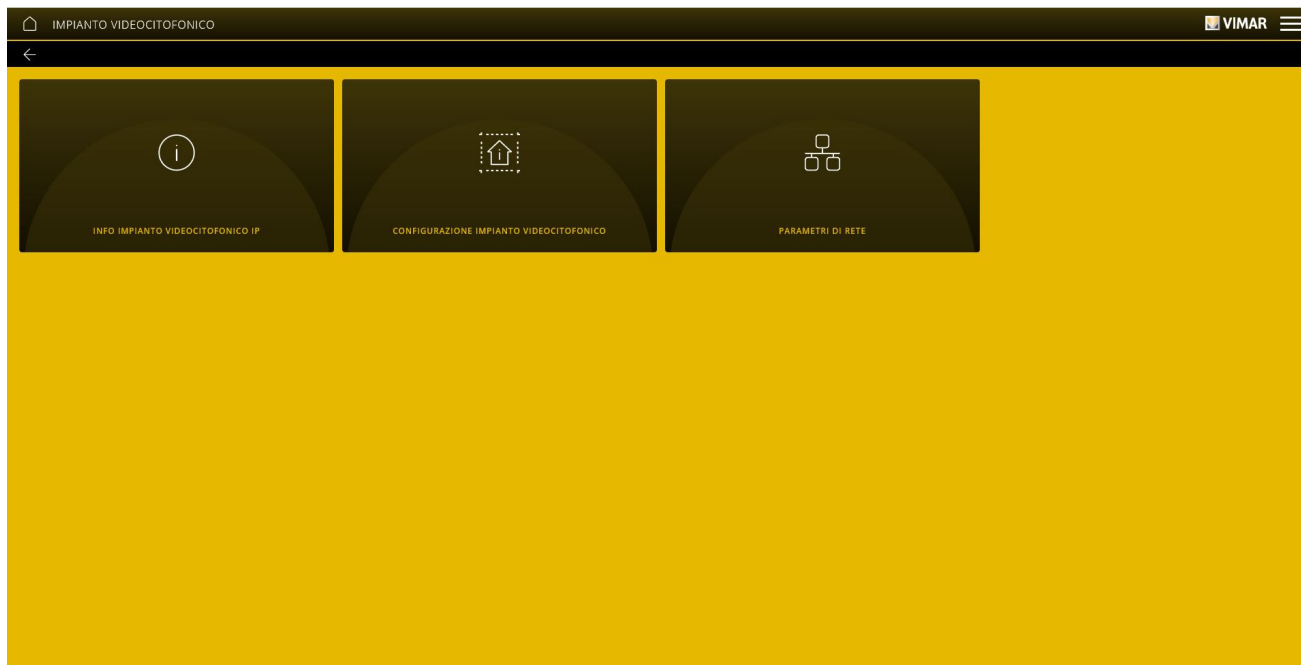 IMPIANTO VIDEOCITOFONICO
VIMAR
INFO IMPIANTO VIDEOCITOFONICO IP
CONFIGURAZIONE IMPIANTO VIDEOCITOFONICO
PARAMETRI DI RETE